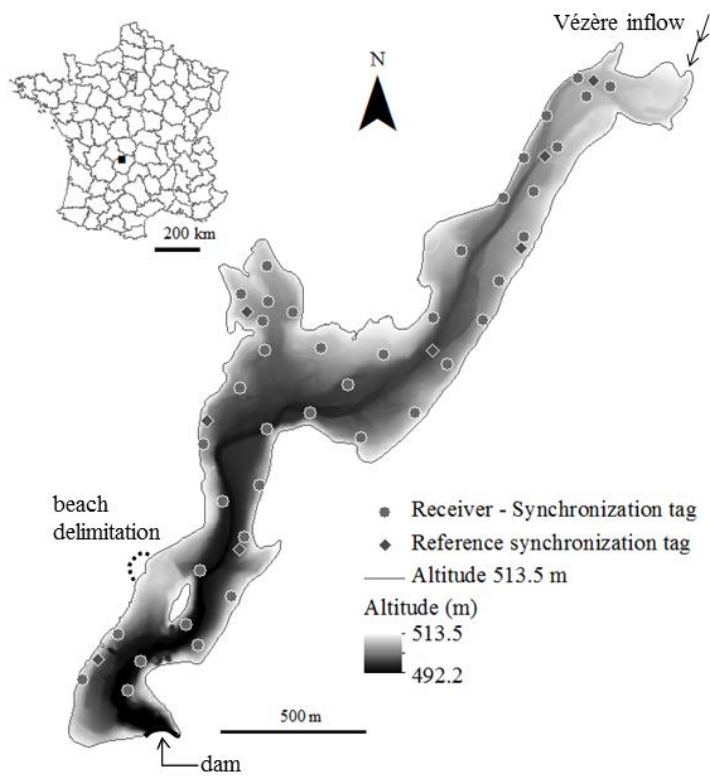 Vézère inflow
N
200 km
beach
delimitation
Receiver - Synchronization tag
Reference synchronization tag
Altitude 513.5 m
Altitude (m)
513.5
492.2
500 m
dam